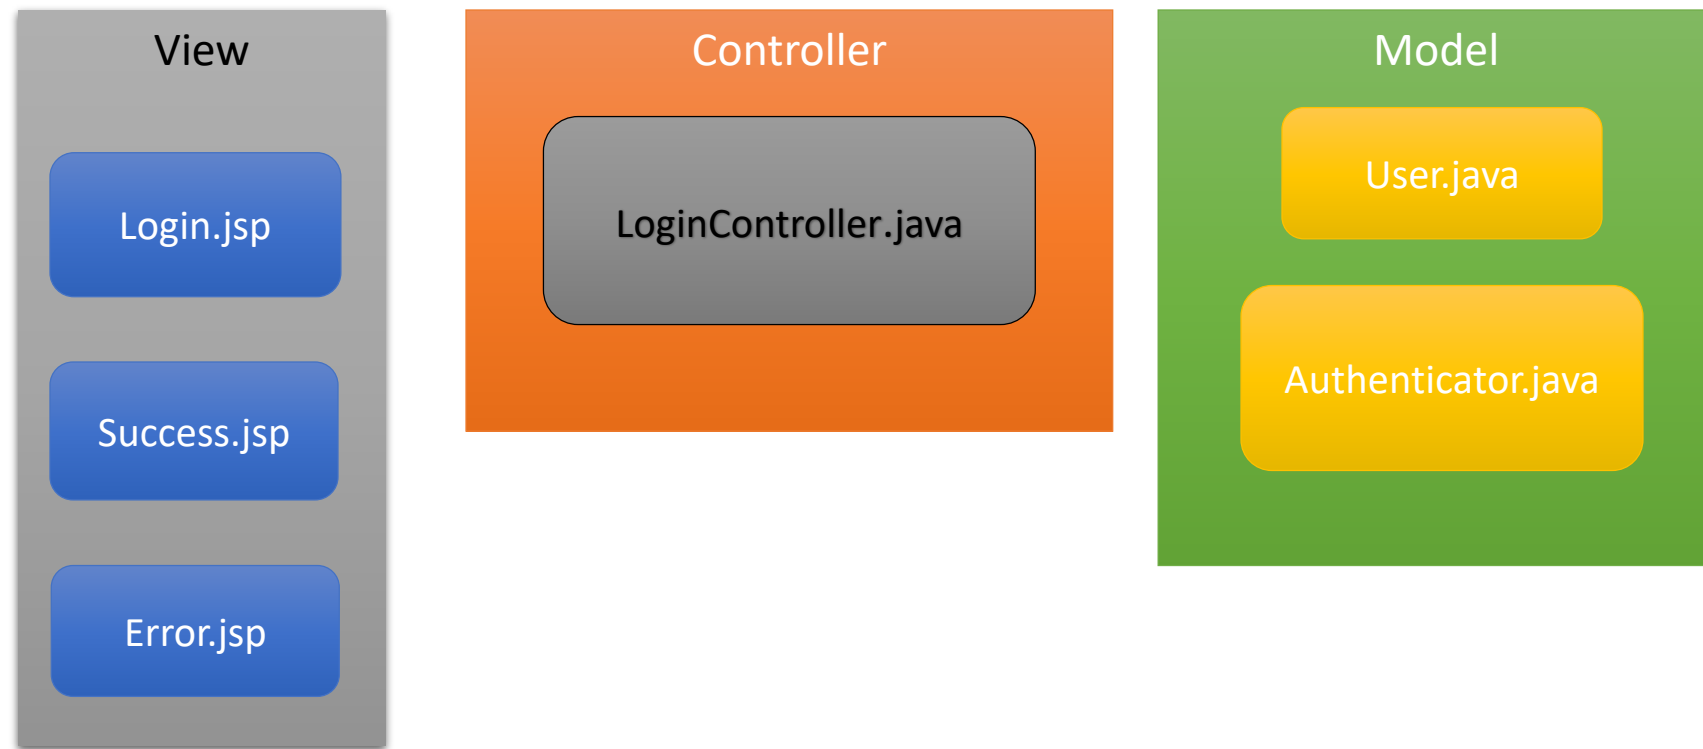 View
Login.jsp
Success.jsp
Error.jsp
Controller
LoginController.java
Model
User.java
Authenticator.java